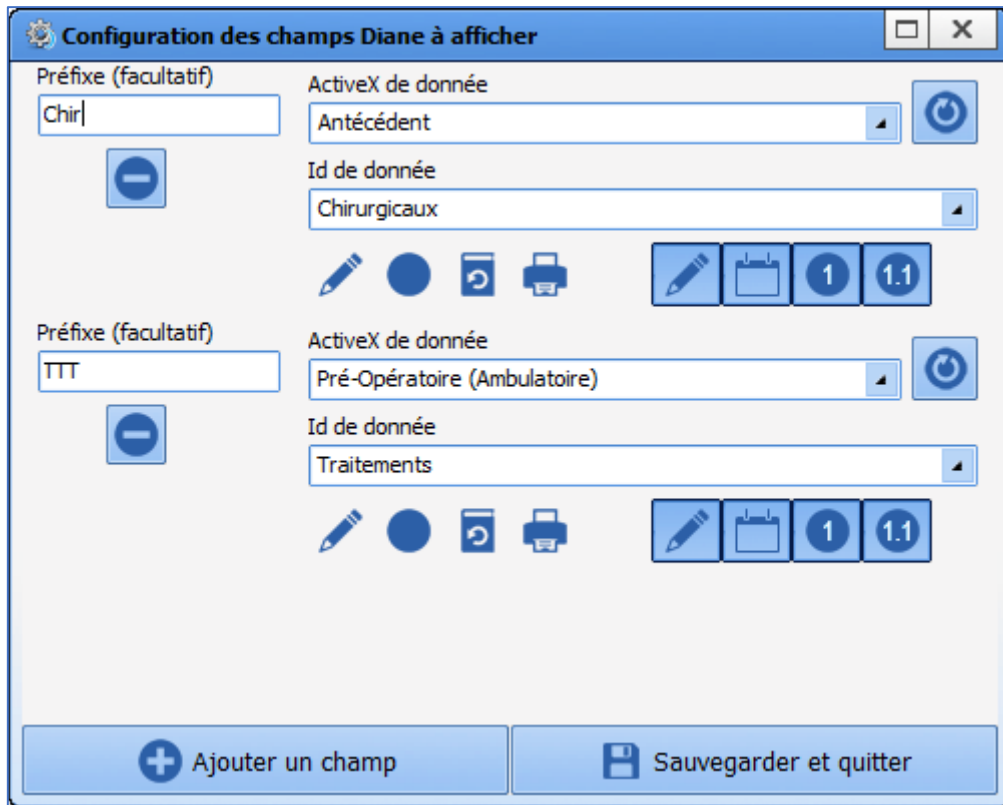 Configuration des champs Diane à afficher
Préfixe (facultatif)
Chir
ActiveX de donnée
Antécédent
Id de donnée
Chirurgicaux
1
1.1
Préfixe (facultatif)
TTT
ActiveX de donnée
Pré-Opératoire (Ambulatoire)
Id de donnée
Traitements
1
1.1
Ajouter un champ
Sauvegarder et quitter